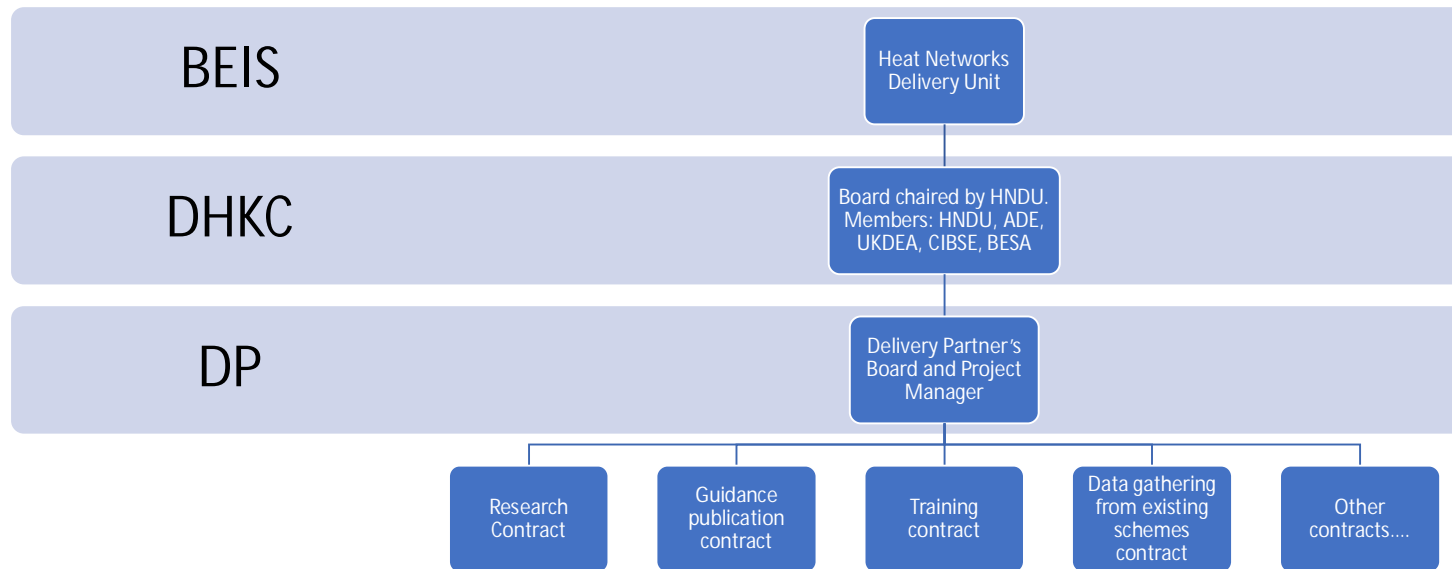 BEIS
Heat Networks
Delivery Unit
DHKC
Board chaired by HNDU.
Members: HNDU, ADE,
UKDEA, CIBSE, BESA
DP
Delivery Partner’s
Board and Project
Manager
Research
Contract
Guidance
publication
contract
Training
contract
Data gathering
from existing
schemes
contract
Other
contracts....